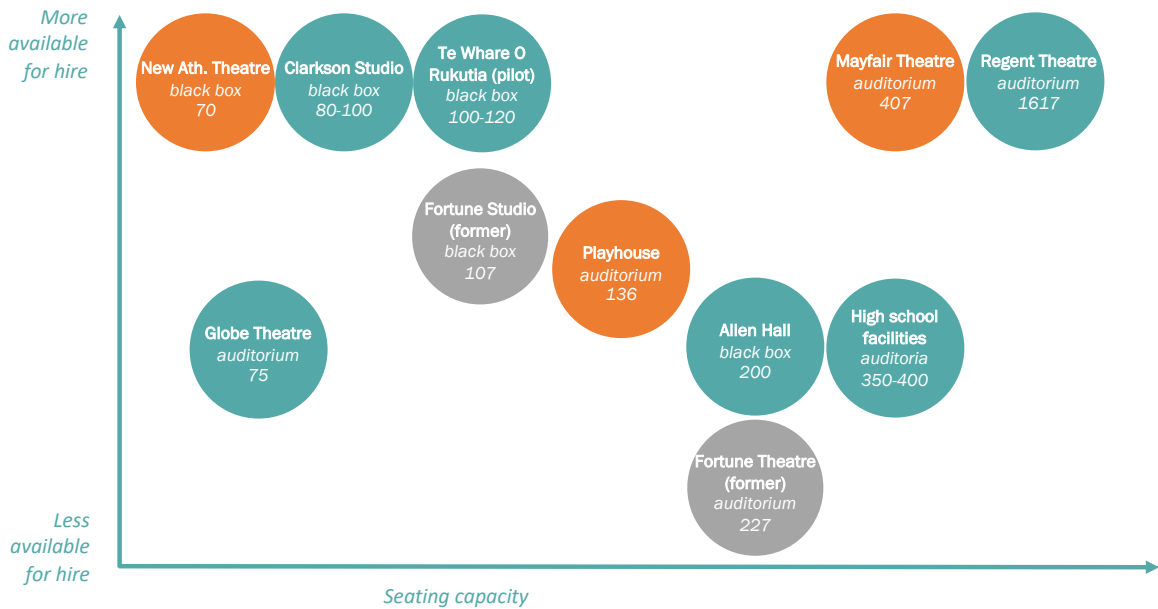 More
available
for hire
New Ath. Theatre
black box
70
Clarkson Studio
black box
80-100
Te Whare O
Rukutia (pilot)
black box
100-120
Mayfair Theatre
auditorium
407
Regent Theatre
auditorium
1617
Fortune Studio
(former)
black box
107
Playhouse
auditorium
136
Globe Theatre
auditorium
75
Allen Hall
black box
200
High school
facilities
auditoria
350-400
Fortune Theatre
(former)
auditorium
227
Less
available
for hire
Seating capacity